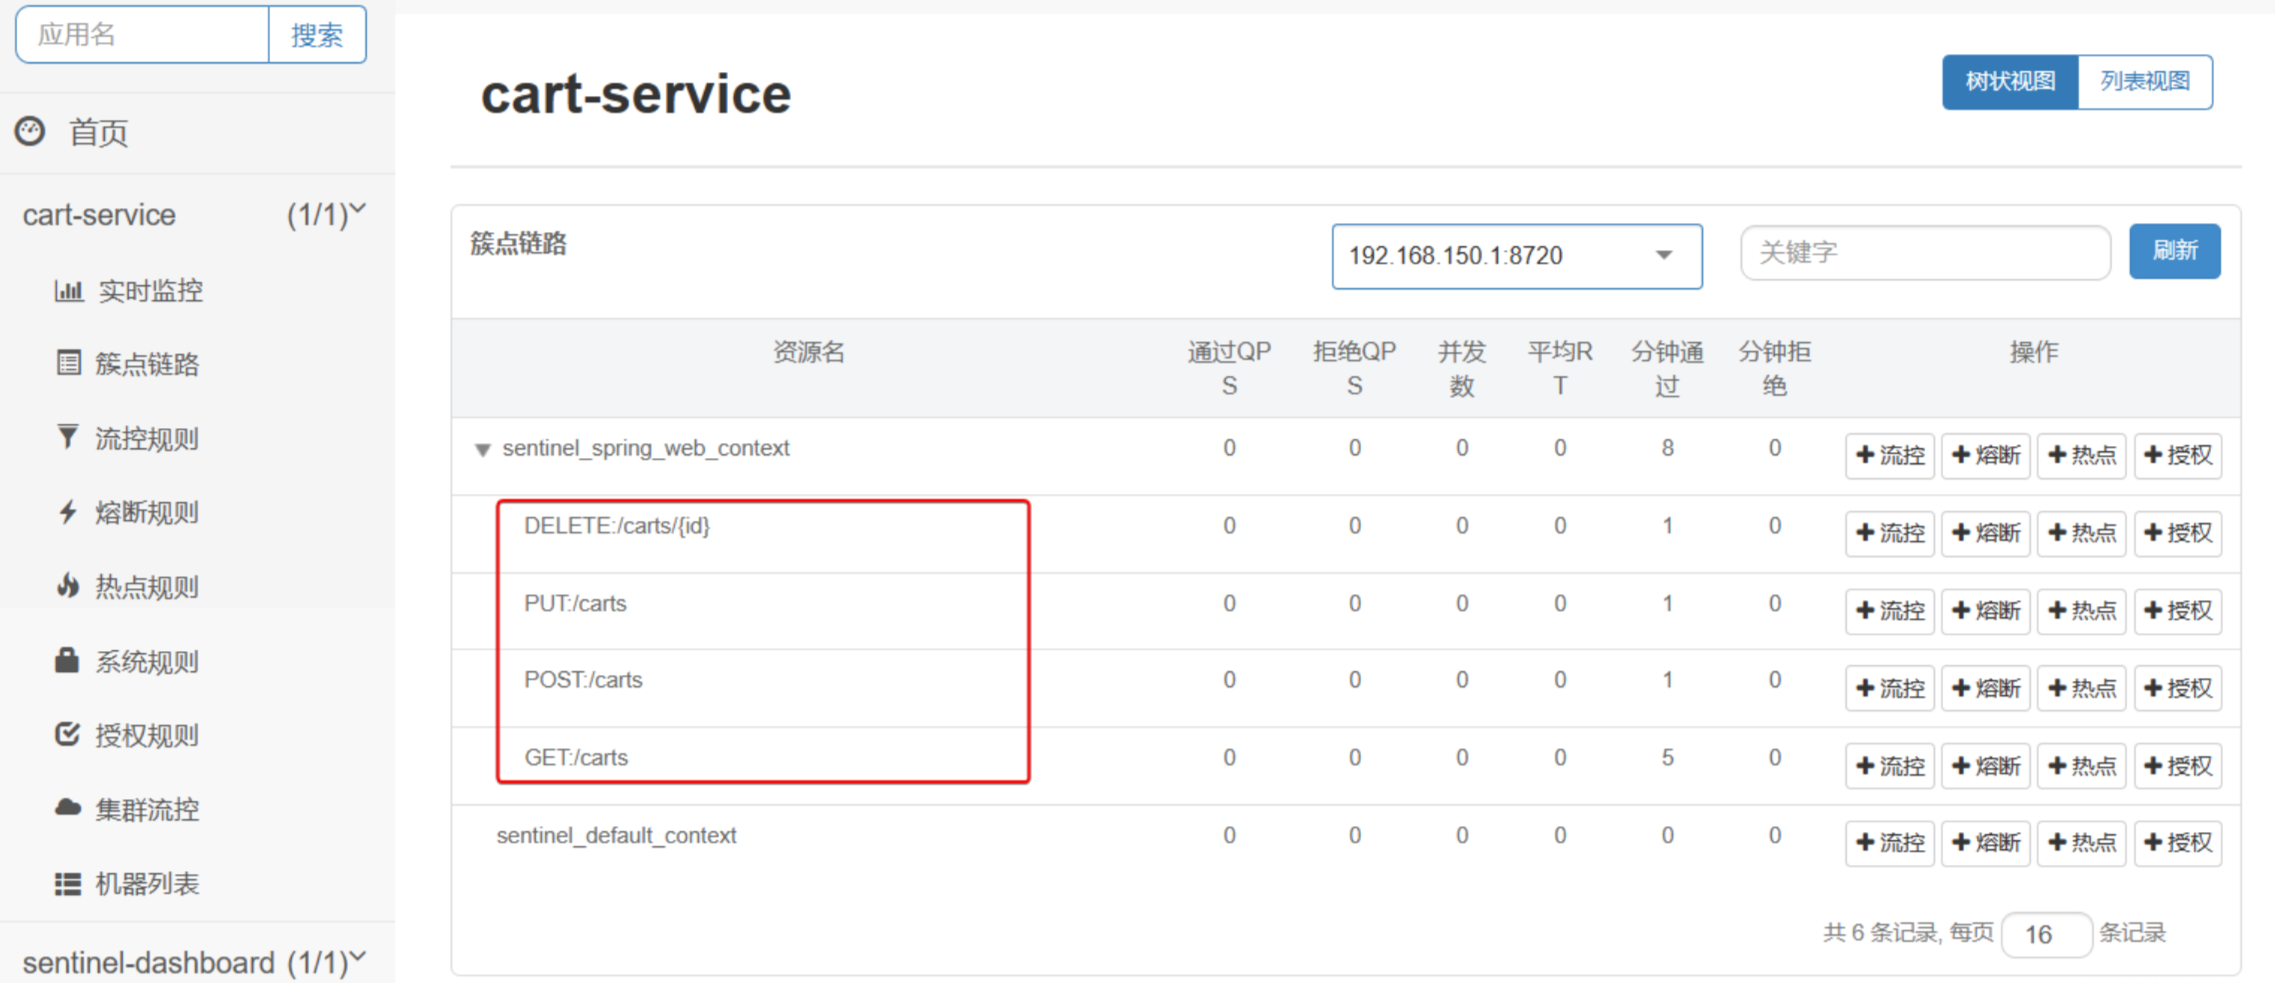 应用名 搜索
首页
cart-service (1/1)
实时监控
簇点链路
流控规则
熔断规则
热点规则
系统规则
授权规则
集群流控
机器列表
sentinel-dashboard (1/1)
cart-service
树状视图 列表视图
簇点链路 192.168.150.1:8720 关键字 刷新
资源名 通过QPS 拒绝QPS 并发数 平均RT 分钟通过 分钟拒绝 操作
sentinel_spring_web_context 0 0 0 0 8 0 流控 熔断 热点 授权
DELETE:/carts/{id} 0 0 0 0 1 0 流控 熔断 热点 授权
PUT:/carts 0 0 0 0 1 0 流控 熔断 热点 授权
POST:/carts 0 0 0 0 1 0 流控 熔断 热点 授权
GET:/carts 0 0 0 0 5 0 流控 熔断 热点 授权
sentinel_default_context 0 0 0 0 0 0 流控 熔断 热点 授权
共 6 条记录, 每页 16 条记录